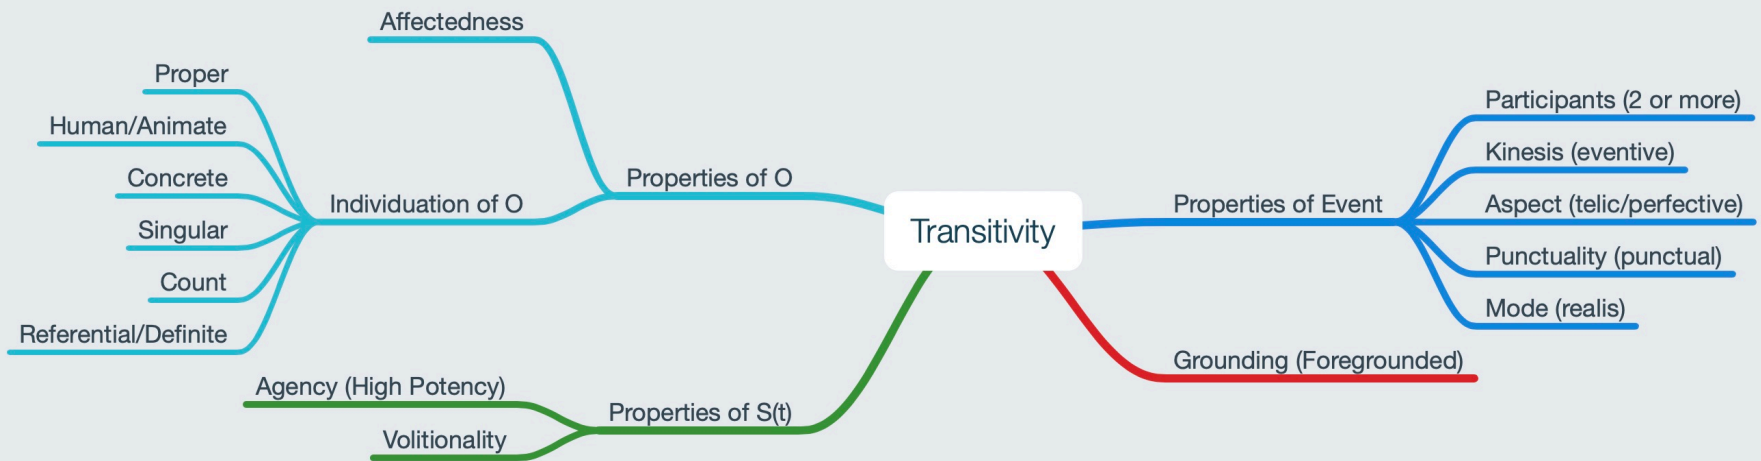 Transitivity
Properties of O
Affectedness
Individuation of O
Proper
Human/Animate
Concrete
Singular
Count
Referential/Definite
Properties of S(t)
Agency (High Potency)
Volitionality
Properties of Event
Participants (2 or more)
Kinesis (eventive)
Aspect (telic/perfective)
Punctuality (punctual)
Mode (realis)
Grounding (Foregrounded)